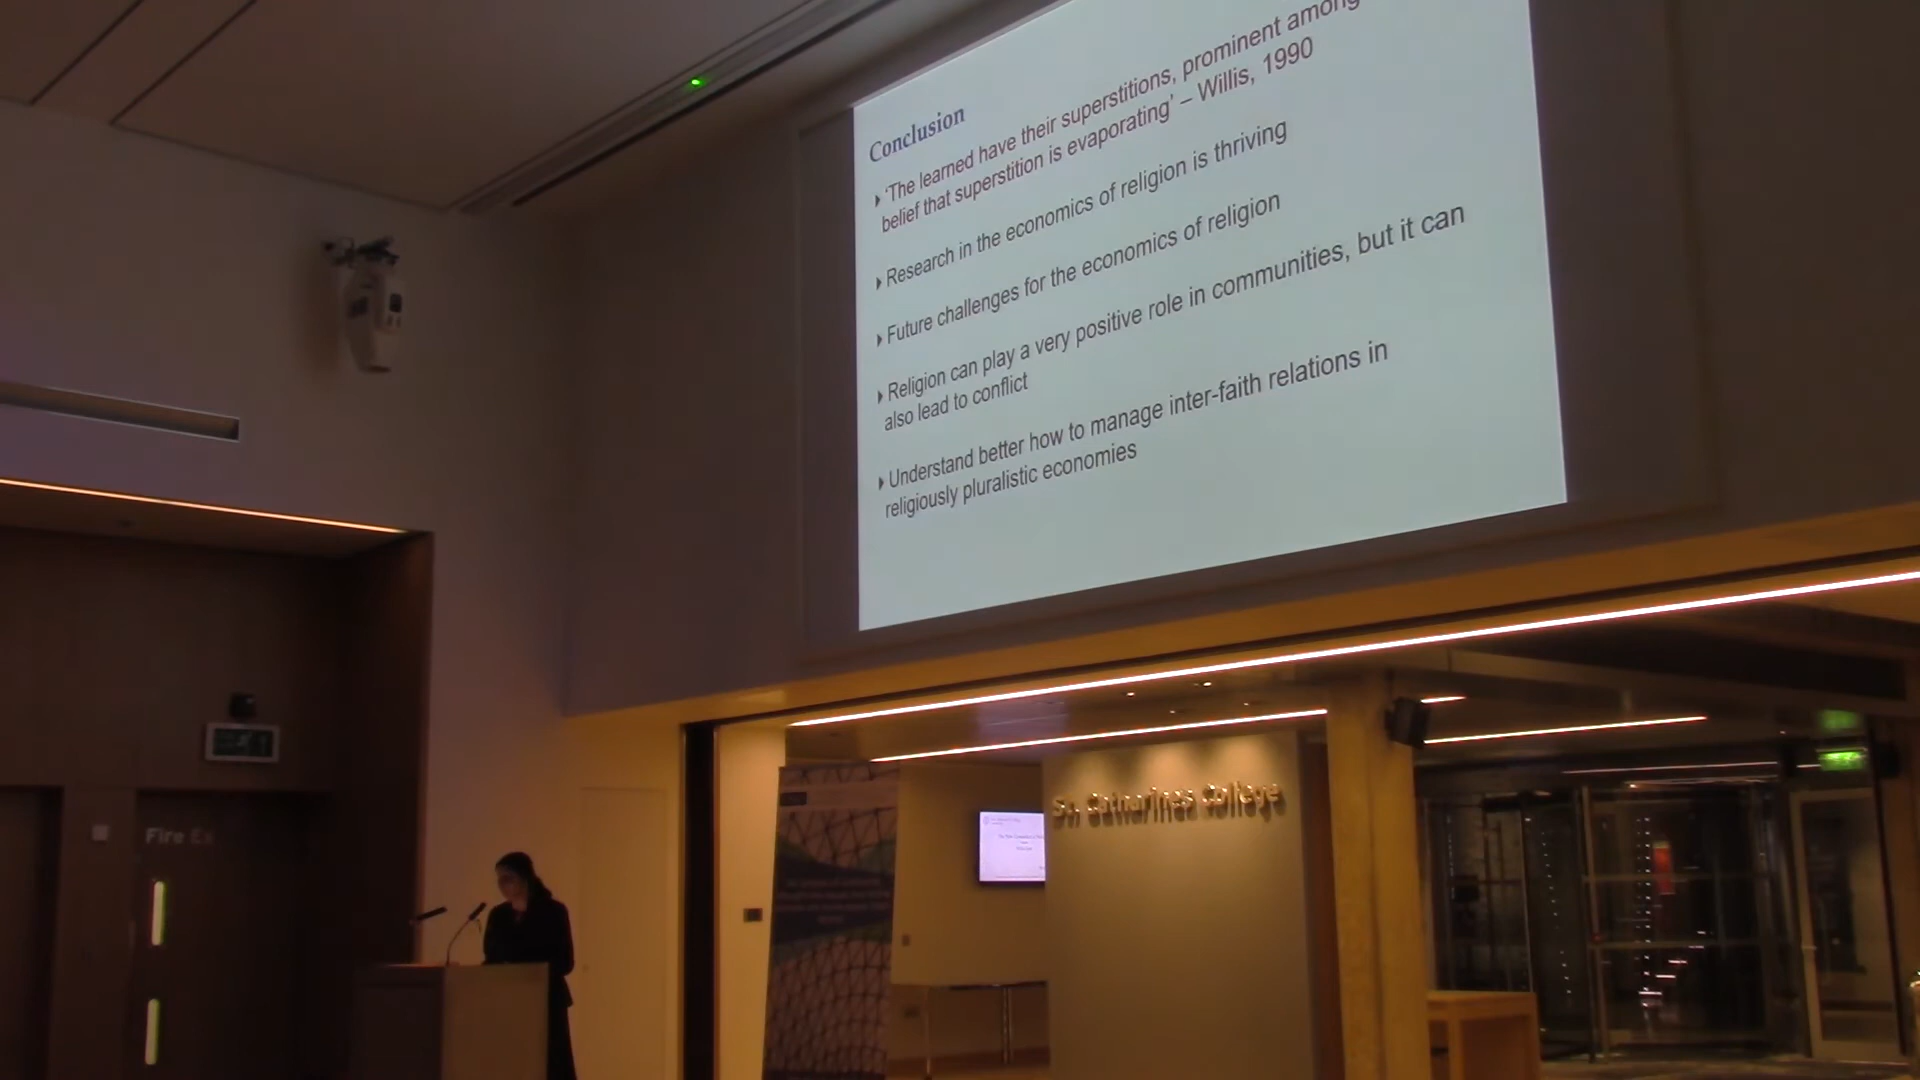 Conclusion
‘The learned have their superstitions, prominent among
belief that superstition is evaporating’ – Willis, 1990
Research in the economics of religion is thriving
Future challenges for the economics of religion
Religion can play a very positive role in communities, but it can
also lead to conflict
Understand better how to manage inter-faith relations in
religiously pluralistic economies
St. Catharine's College
Fire Ex